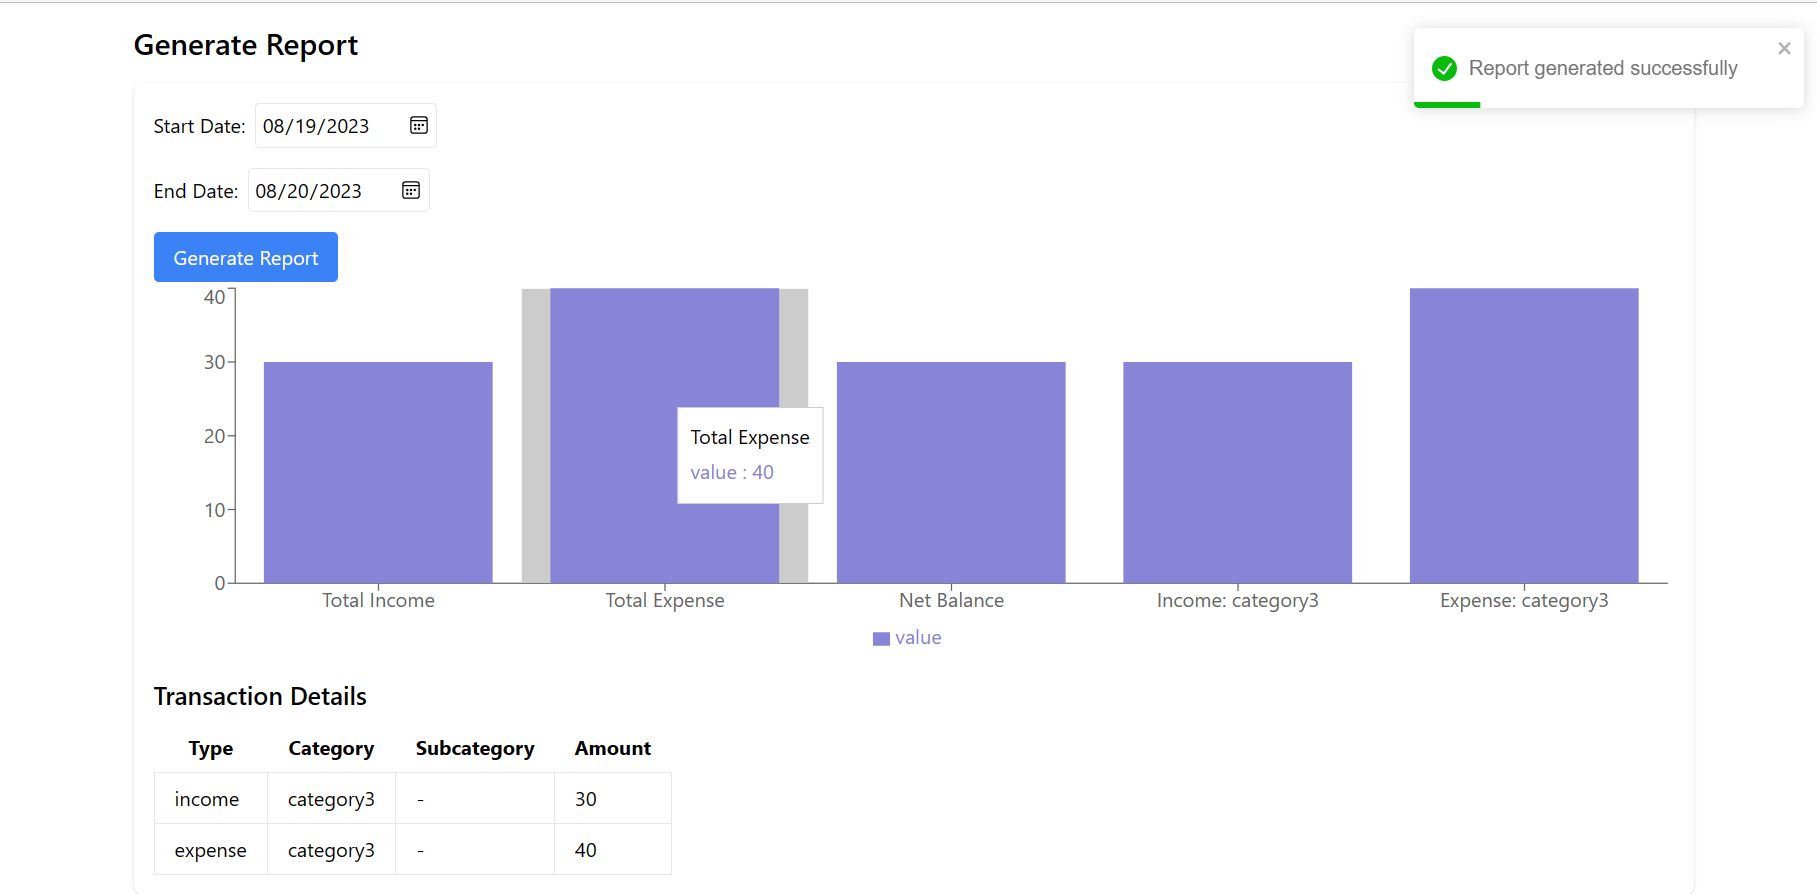 Generate Report
Report generated successfully
Start Date: 08/19/2023
End Date: 08/20/2023
Generate Report
40
30
20
10
0
Total Expense
value : 40
Total Income Total Expense Net Balance Income: category3 Expense: category3
value
Transaction Details
Type Category Subcategory Amount
income category3 - 30
expense category3 - 40